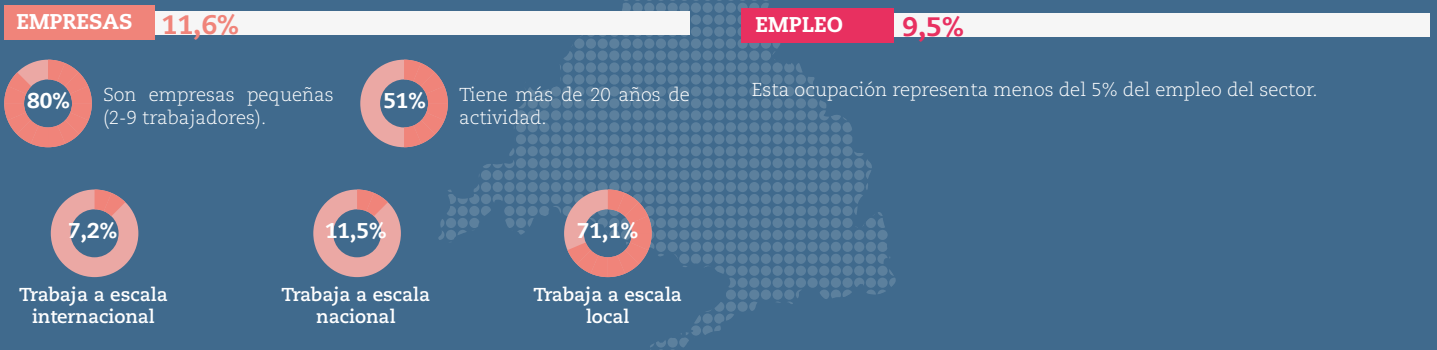 EMPRESAS 11,6%
80% Son empresas pequeñas
(2-9 trabajadores).
51% Tiene más de 20 años de
actividad.
7,2%
Trabaja a escala
internacional
11,5%
Trabaja a escala
nacional
71,1%
Trabaja a escala
local
EMPLEO 9,5%
Esta ocupación representa menos del 5% del empleo del sector.